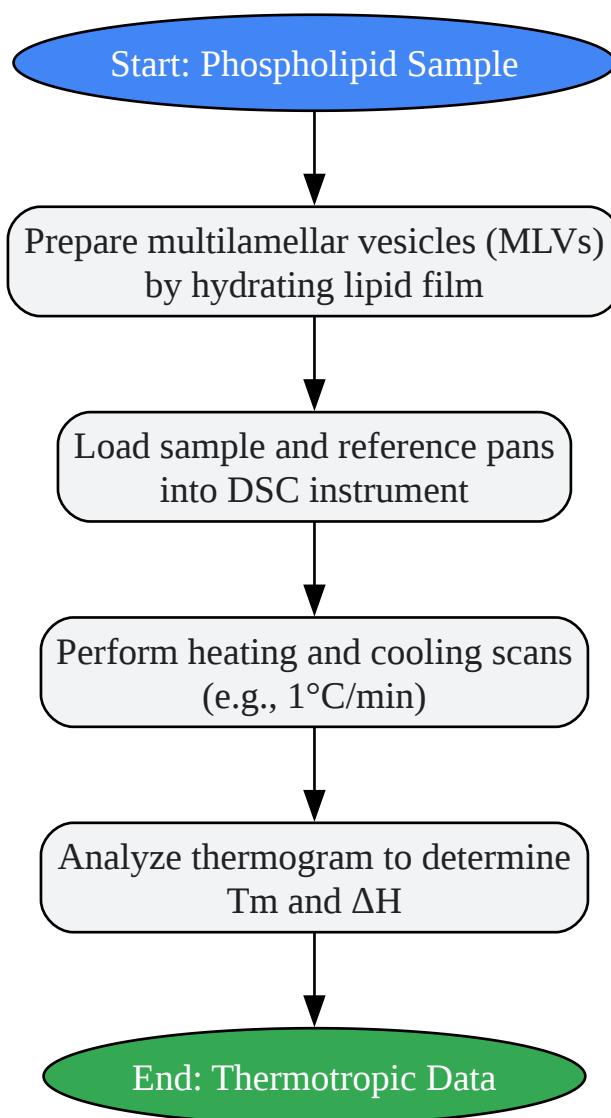 Start: Phospholipid Sample
Prepare multilamellar vesicles (MLVs)
by hydrating lipid film
Load sample and reference pans
into DSC instrument
Perform heating and cooling scans
(e.g., 1°C/min)
Analyze thermogram to determine
Tm and ΔH
End: Thermotropic Data